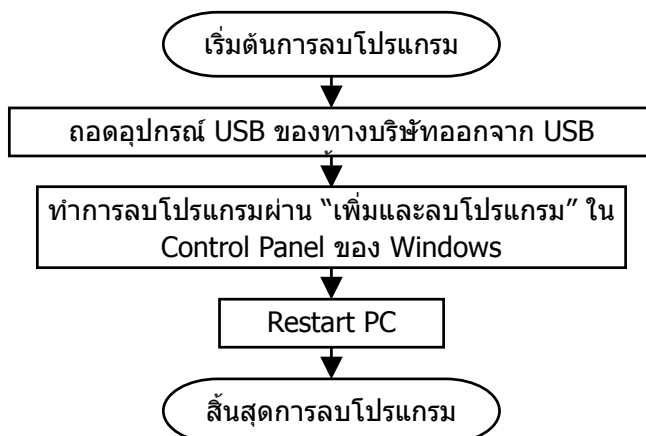 เริ่มต้นการลบโปรแกรม
ถอดอุปกรณ์ USB ของทางบริษัทออกจาก USB
ทำการลบโปรแกรมผ่าน “เพิ่มและลบโปรแกรม” ใน
Control Panel ของ Windows
Restart PC
สิ้นสุดการลบโปรแกรม